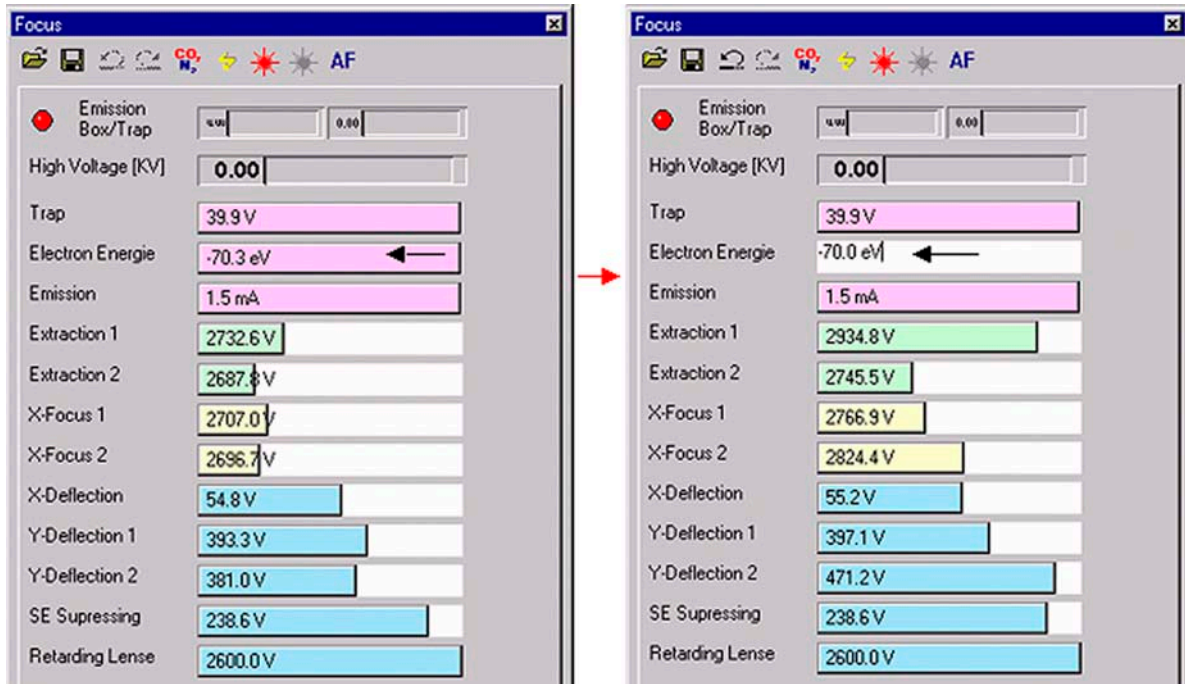 Focus
CO₂
N₂
AF
Emission
Box/Trap
0.00
High Voltage [KV]
0.00
Trap
39.9 V
Electron Energie
-70.3 eV
Emission
1.5 mA
Extraction 1
2732.6 V
Extraction 2
2687.8 V
X-Focus 1
2707.0 V
X-Focus 2
2696.7 V
X-Deflection
54.8 V
Y-Deflection 1
393.3 V
Y-Deflection 2
381.0 V
SE Supressing
238.6 V
Retarding Lense
2600.0 V
Focus
CO₂
N₂
AF
Emission
Box/Trap
0.00
High Voltage [KV]
0.00
Trap
39.9 V
Electron Energie
-70.0 eV
Emission
1.5 mA
Extraction 1
2934.8 V
Extraction 2
2745.5 V
X-Focus 1
2766.9 V
X-Focus 2
2824.4 V
X-Deflection
55.2 V
Y-Deflection 1
397.1 V
Y-Deflection 2
471.2 V
SE Supressing
238.6 V
Retarding Lense
2600.0 V